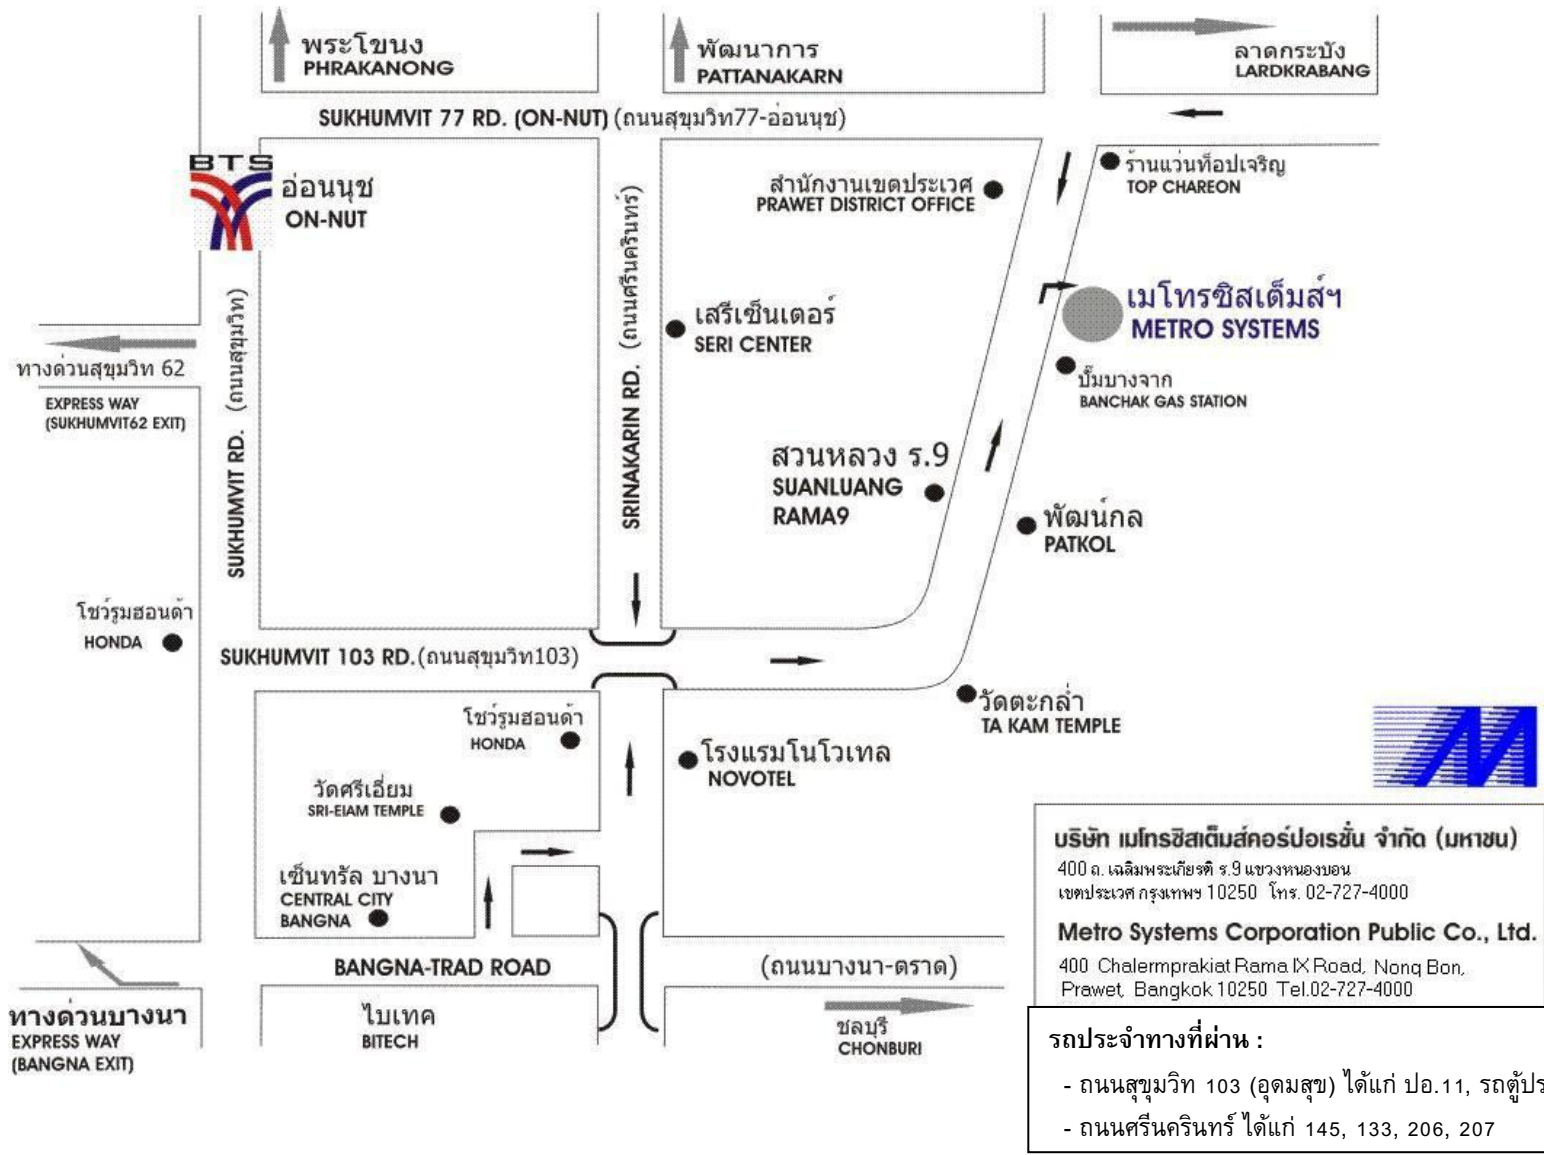 พระโขนง
PHRAKANONG
พัฒนาการ
PATTANAKARN
ลาดกระบัง
LARDKRABANG
SUKHUMVIT 77 RD. (ON-NUT) (ถนนสุขุมวิท77-อ่อนนุช)
BTS
อ่อนนุช
ON-NUT
สำนักงานเขตประเวศ
PRAWET DISTRICT OFFICE
ร้านแว่นท็อปเจริญ
TOP CHAREON
SUKHUMVIT RD. (ถนนสุขุมวิท)
SRINAKARIN RD. (ถนนศรีนครินทร์)
เสรีเซ็นเตอร์
SERI CENTER
เมโทรซิสเต็มส์ฯ
METRO SYSTEMS
ทางด่วนสุขุมวิท 62
EXPRESS WAY
(SUKHUMVIT62 EXIT)
ปั๊มบางจาก
BANCHAK GAS STATION
สวนหลวง ร.9
SUANLUANG
RAMA9
พัฒน์กล
PATKOL
โชว์รูมฮอนด้า
HONDA
SUKHUMVIT 103 RD.(ถนนสุขุมวิท103)
โชว์รูมฮอนด้า
HONDA
วัดตะกล่ำ
TA KAM TEMPLE
โรงแรมโนโวเทล
NOVOTEL
วัดศรีเอี่ยม
SRI-EIAM TEMPLE
เซ็นทรัล บางนา
CENTRAL CITY
BANGNA
BANGNA-TRAD ROAD (ถนนบางนา-ตราด)
ทางด่วนบางนา
EXPRESS WAY
(BANGNA EXIT)
ไบเทค
BITECH
ชลบุรี
CHONBURI
บริษัท เมโทรซิสเต็มส์คอร์ปอเรชั่น จำกัด (มหาชน)
400 ถ. เฉลิมพระเกียรติ ร.9 แขวงหนองบอน
เขตประเวศ กรุงเทพฯ 10250 โทร. 02-727-4000
Metro Systems Corporation Public Co., Ltd.
400 Chalermprakiat Rama IX Road, Nong Bon,
Prawet, Bangkok 10250 Tel.02-727-4000
รถประจำทางที่ผ่าน :
- ถนนสุขุมวิท 103 (อุดมสุข) ได้แก่ ปอ.11, รถตู้ปร
- ถนนศรีนครินทร์ ได้แก่ 145, 133, 206, 207